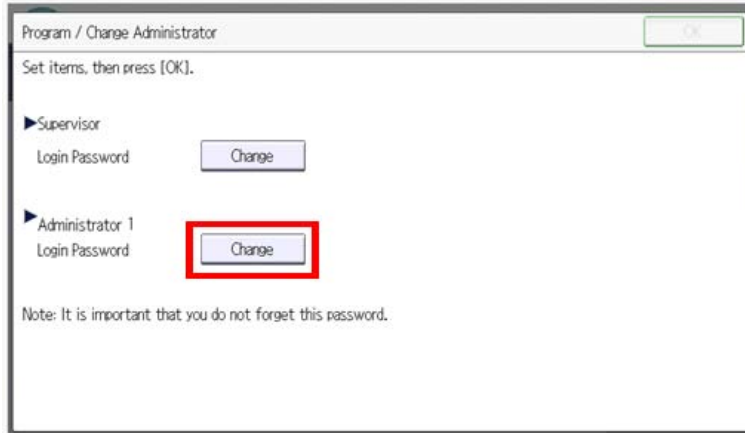 Program / Change Administrator OK
Set items, then press [OK].
▶Supervisor
Login Password Change
▶Administrator 1
Login Password Change
Note: It is important that you do not forget this password.